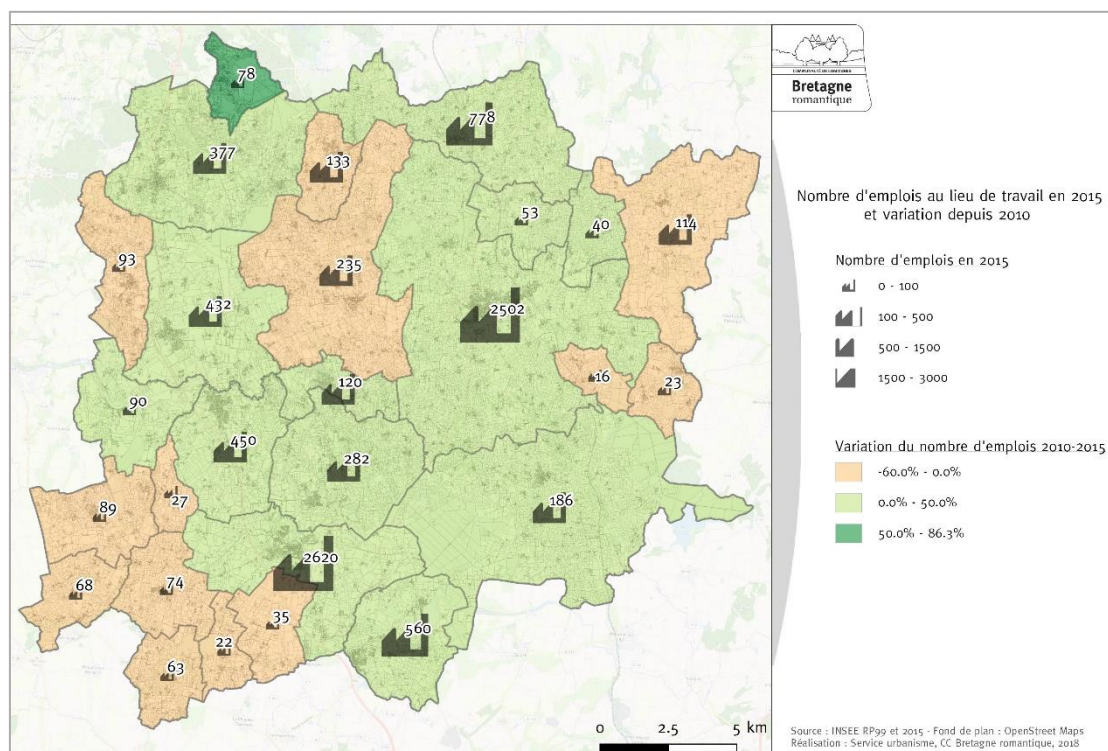 COMMUNAUTÉ DE COMMUNES
Bretagne
romantique
Nombre d'emplois au lieu de travail en 2015
et variation depuis 2010
Nombre d'emplois en 2015
0 - 100
100 - 500
500 - 1500
1500 - 3000
Variation du nombre d'emplois 2010-2015
-60.0% - 0.0%
0.0% - 50.0%
50.0% - 86.3%
78
377
778
133
53
40
114
93
235
432
2502
16
23
120
90
450
282
186
27
89
2620
68
74
35
560
22
63
0 2.5 5 km
Source : INSEE RP99 et 2015 - Fond de plan : OpenStreet Maps
Réalisation : Service urbanisme, CC Bretagne romantique, 2018